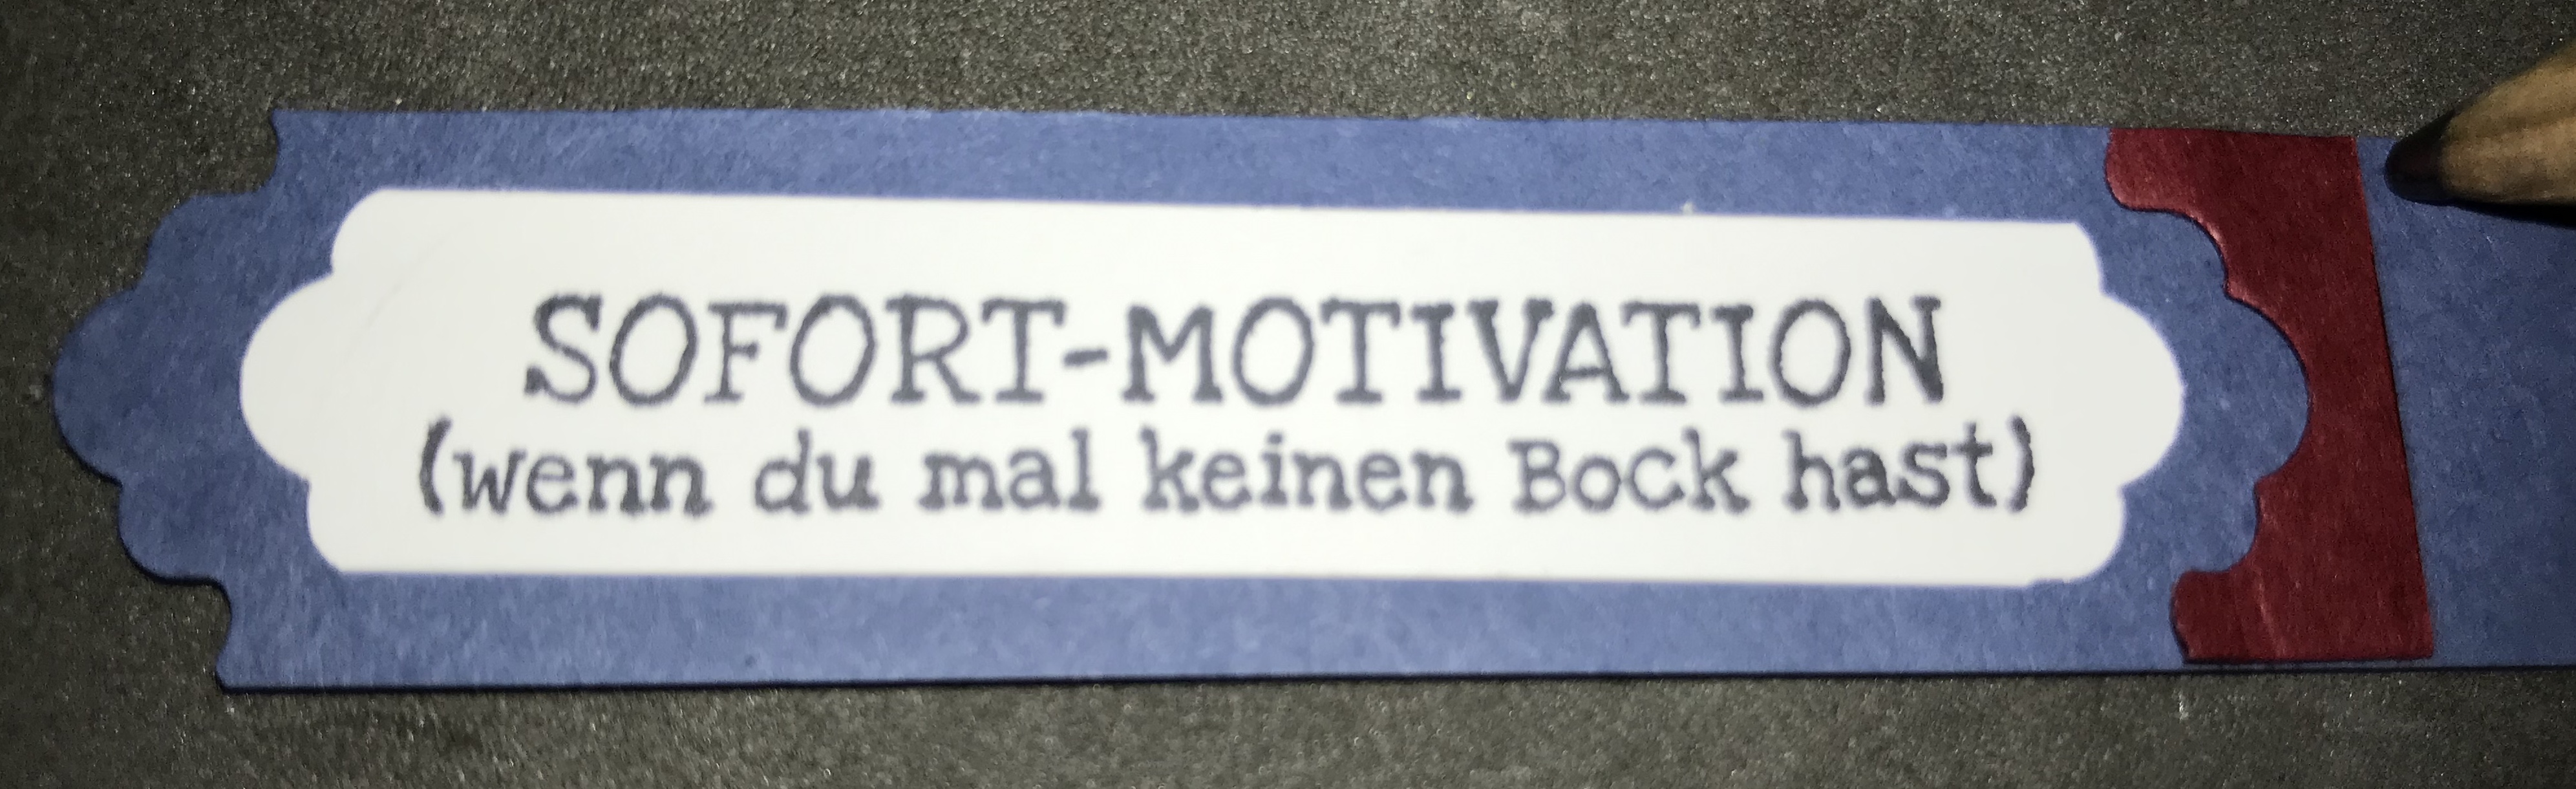 SOFORT-MOTIVATION
(wenn du mal keinen Bock hast)